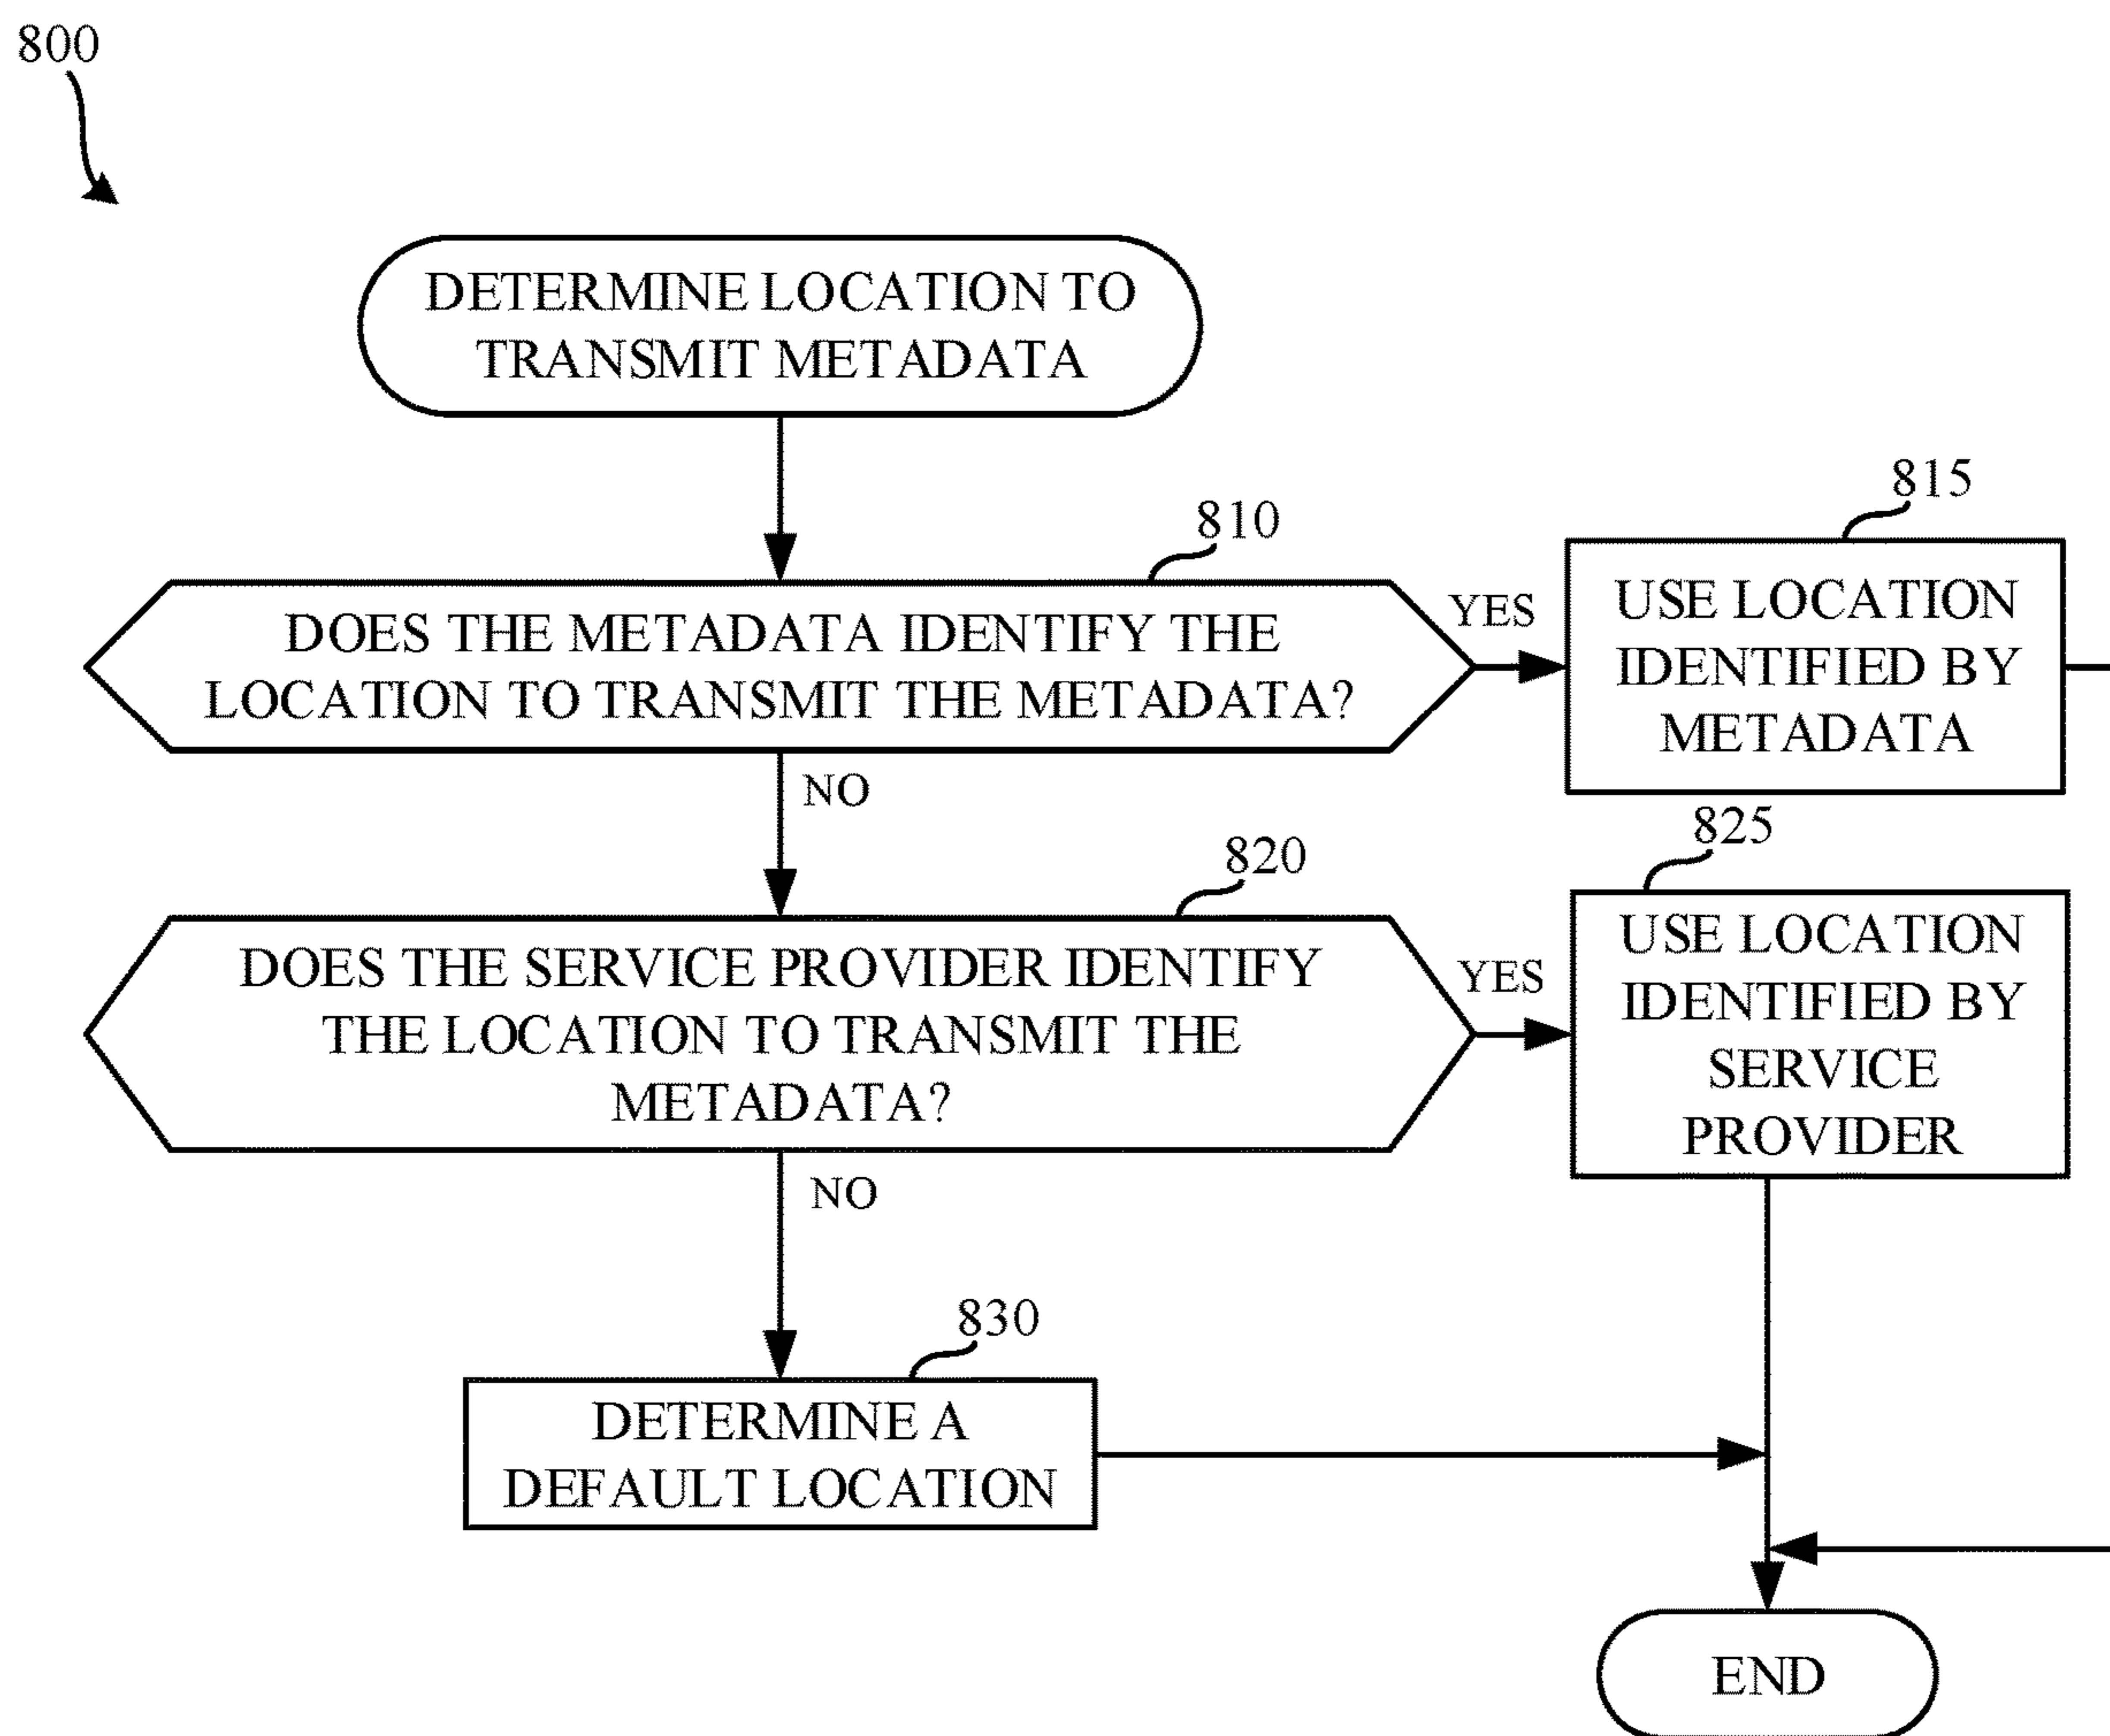 800
DETERMINE LOCATION TO
TRANSMIT METADATA
810
DOES THE METADATA IDENTIFY THE
LOCATION TO TRANSMIT THE METADATA?
YES
815
USE LOCATION
IDENTIFIED BY
METADATA
NO
820
DOES THE SERVICE PROVIDER IDENTIFY
THE LOCATION TO TRANSMIT THE
METADATA?
YES
825
USE LOCATION
IDENTIFIED BY
SERVICE
PROVIDER
NO
830
DETERMINE A
DEFAULT LOCATION
END